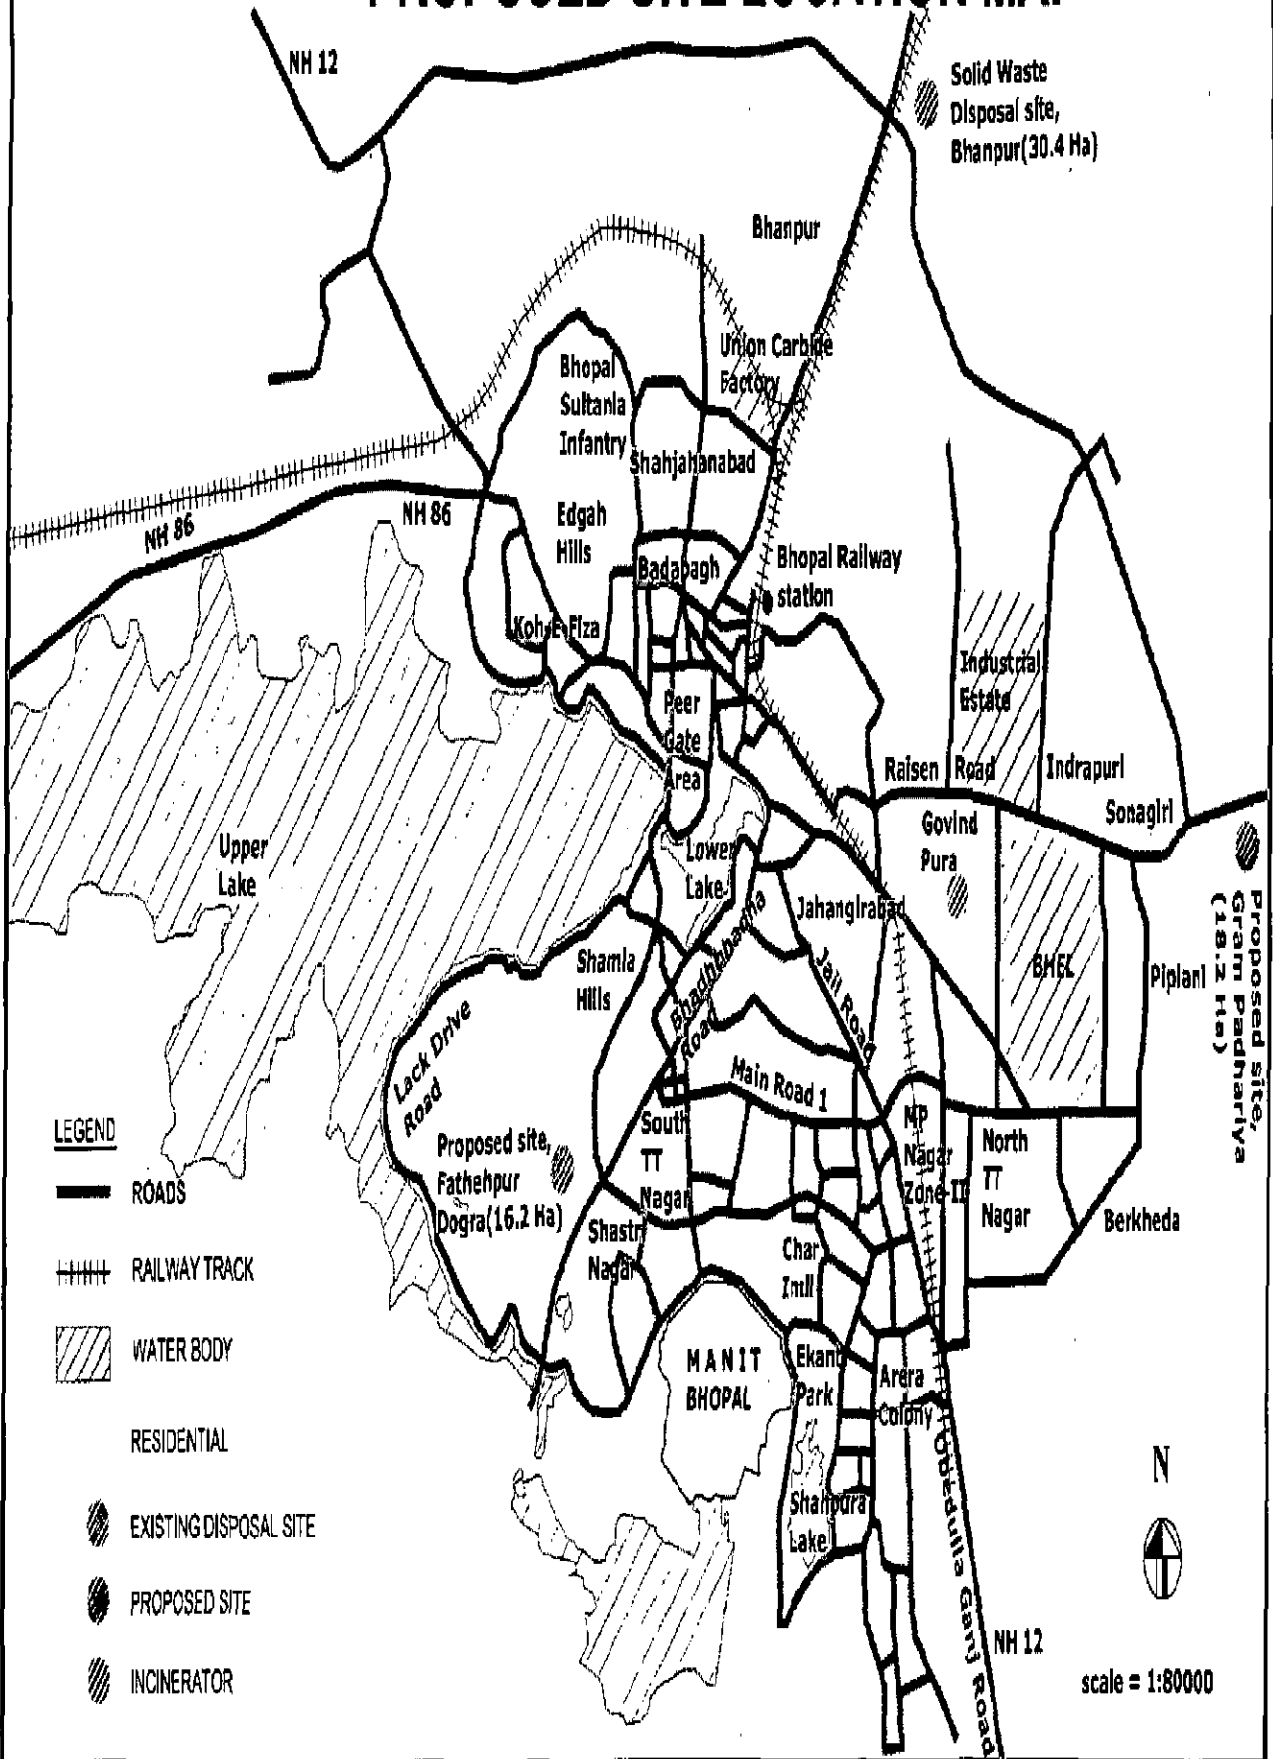 PROPOSED SITE LOCATION MAP
NH 12
Solid Waste
Disposal site,
Bhanpur(30.4 Ha)
Bhanpur
Union Carbide
Factory
Bhopal
Sultania
Infantry
Shahjahanabad
NH 86
NH 86
Edgah
Hills
Badabagh
Bhopal Railway
station
Koh-E-Fiza
Industrial
Estate
Peer
Gate
Area
Raisen Road
Indrapuri
Sonagiri
Govind
Pura
Upper
Lake
Lower
Lake
Jahangirabad
Proposed site,
Gram Padhariya
(18.2 Ha)
Shamla
Hills
Bhadhbhadha
Road
Jail Road
BHEL
Piplani
Lack Drive
Road
Main Road 1
LEGEND
ROADS
RAILWAY TRACK
WATER BODY
RESIDENTIAL
EXISTING DISPOSAL SITE
PROPOSED SITE
INCINERATOR
Proposed site,
Fathehpur
Dogra(16.2 Ha)
South
TT
Nagar
MP
Nagar
Zone-II
North
TT
Nagar
Berkheda
Shastri
Nagar
Char
Imli
MANIT
BHOPAL
Ekant
Park
Arera
Colony
Shahpura
Lake
Obedulla Ganj Road
NH 12
N
scale = 1:80000